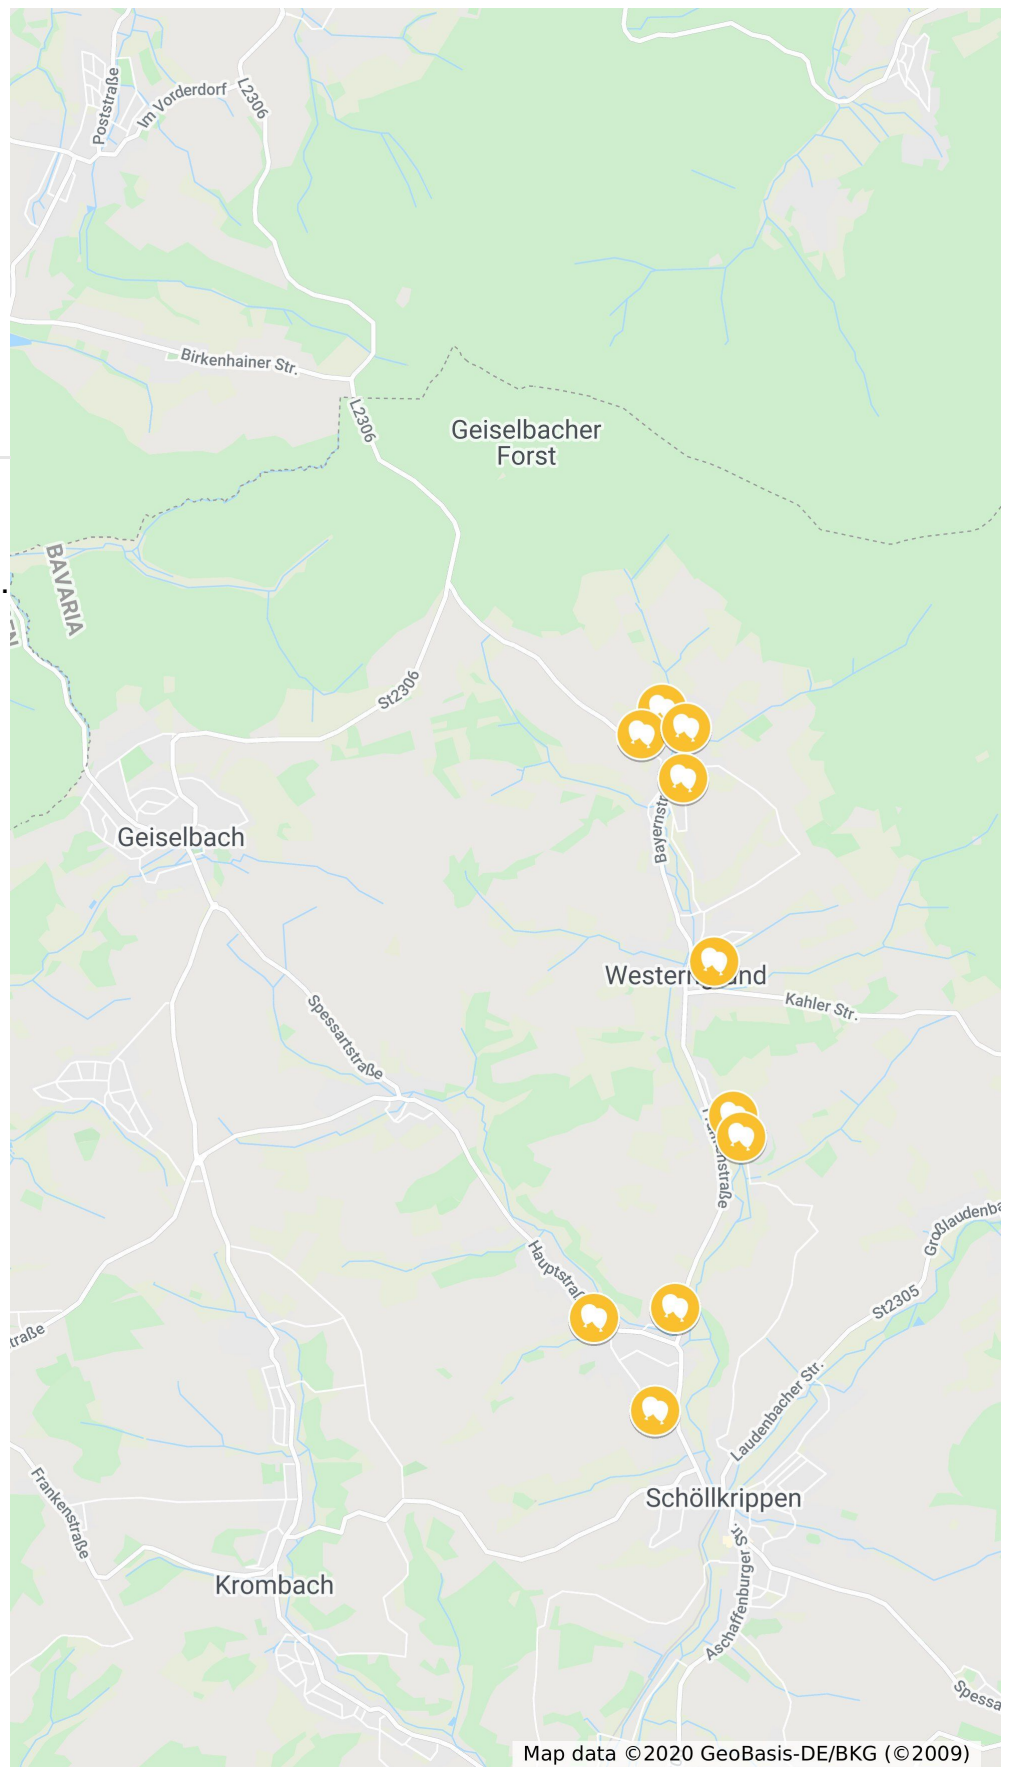 Poststraße
Im Vorderdorf
L2306
Birkenhainer Str.
L2306
Geiselbacher
Forst
BAVARIA
EN
St2306
Geiselbach
Bayernstr
Kahler Str.
Spessartstraße
Großlaudenba
Hauptstraß
St2305
traße
Laudenbacher Str.
Frankenstraße
Schöllkrippen
Krombach
Aschaffenburger Str.
Spessa
Map data ©2020 GeoBasis-DE/BKG (©2009)